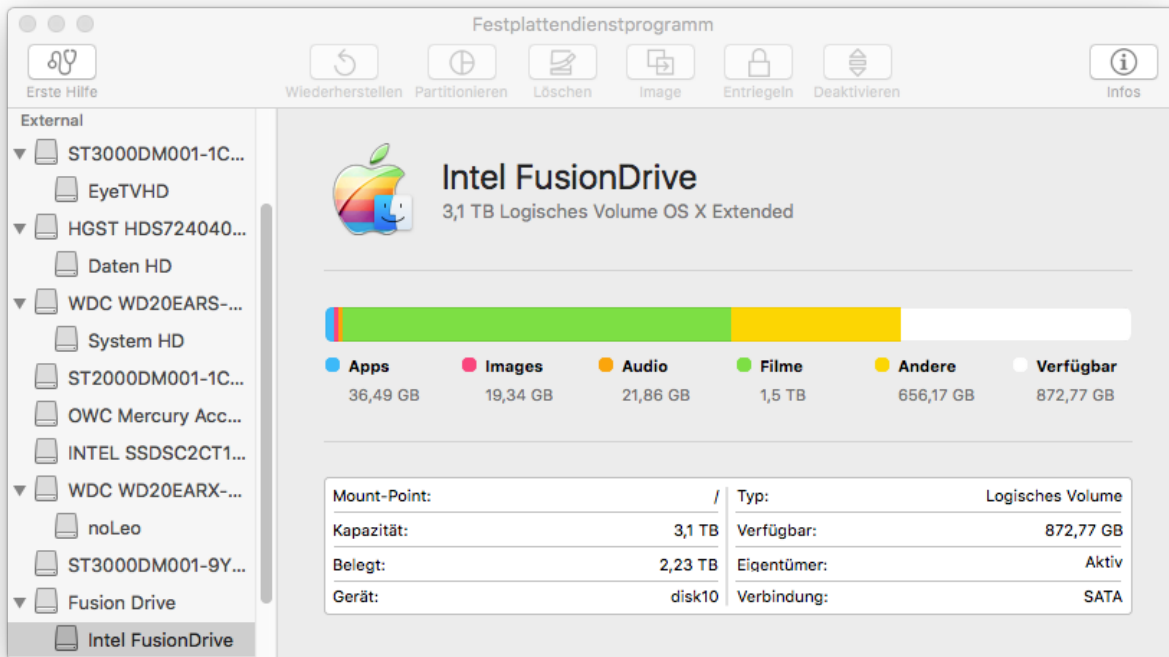 Festplattendienstprogramm
Erste Hilfe
Wiederherstellen Partitionieren Löschen Image Entriegeln Deaktivieren
Infos
External
ST3000DM001-1C...
EyeTVHD
HGST HDS724040...
Daten HD
WDC WD20EARS-...
System HD
ST2000DM001-1C...
OWC Mercury Acc...
INTEL SSDSC2CT1...
WDC WD20EARX-...
noLeo
ST3000DM001-9Y...
Fusion Drive
Intel FusionDrive
Intel FusionDrive
3,1 TB Logisches Volume OS X Extended
Apps Images Audio Filme Andere Verfügbar
36,49 GB 19,34 GB 21,86 GB 1,5 TB 656,17 GB 872,77 GB
Mount-Point: / Typ: Logisches Volume
Kapazität: 3,1 TB Verfügbar: 872,77 GB
Belegt: 2,23 TB Eigentümer: Aktiv
Gerät: disk10 Verbindung: SATA